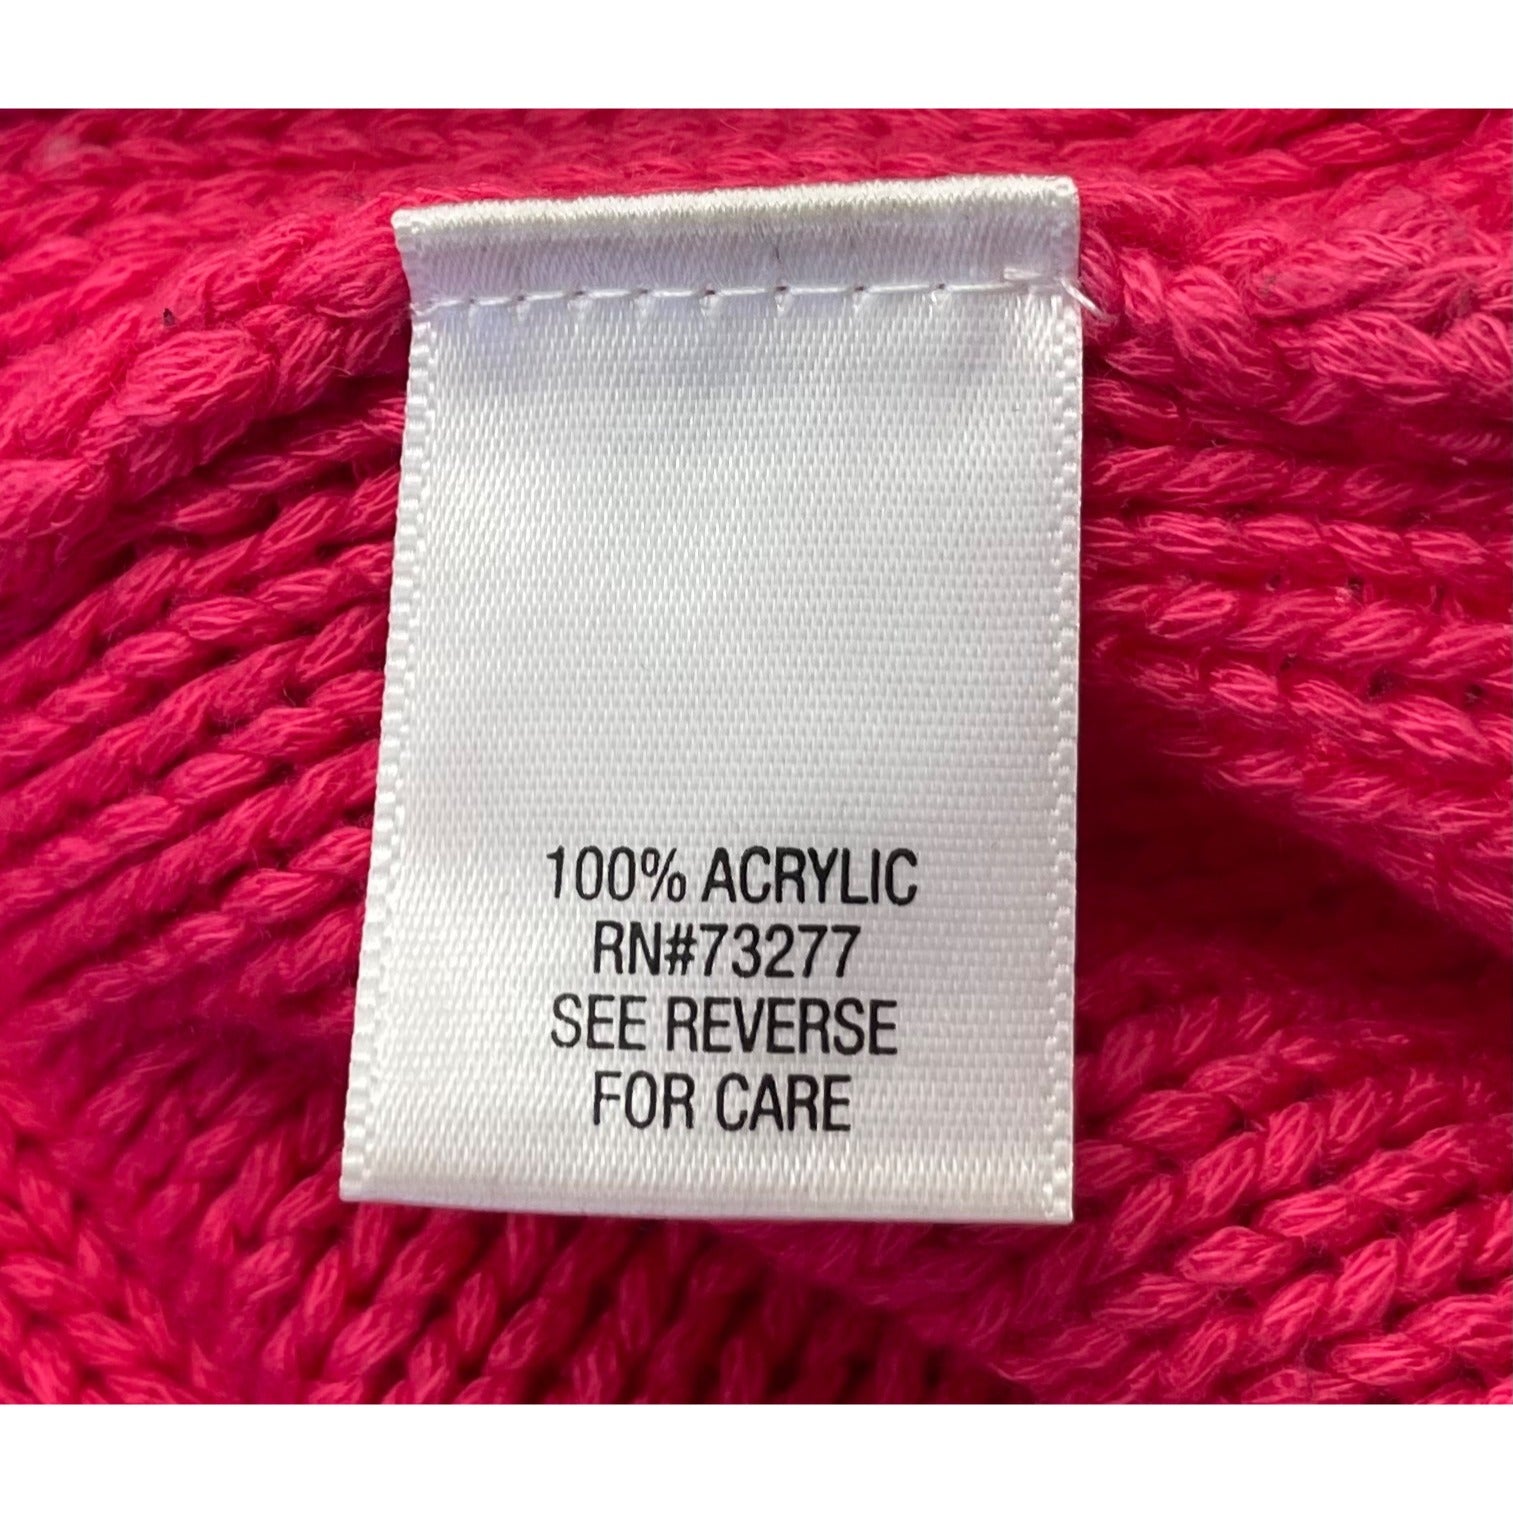 100% ACRYLIC
RN#73277
SEE REVERSE
FOR CARE